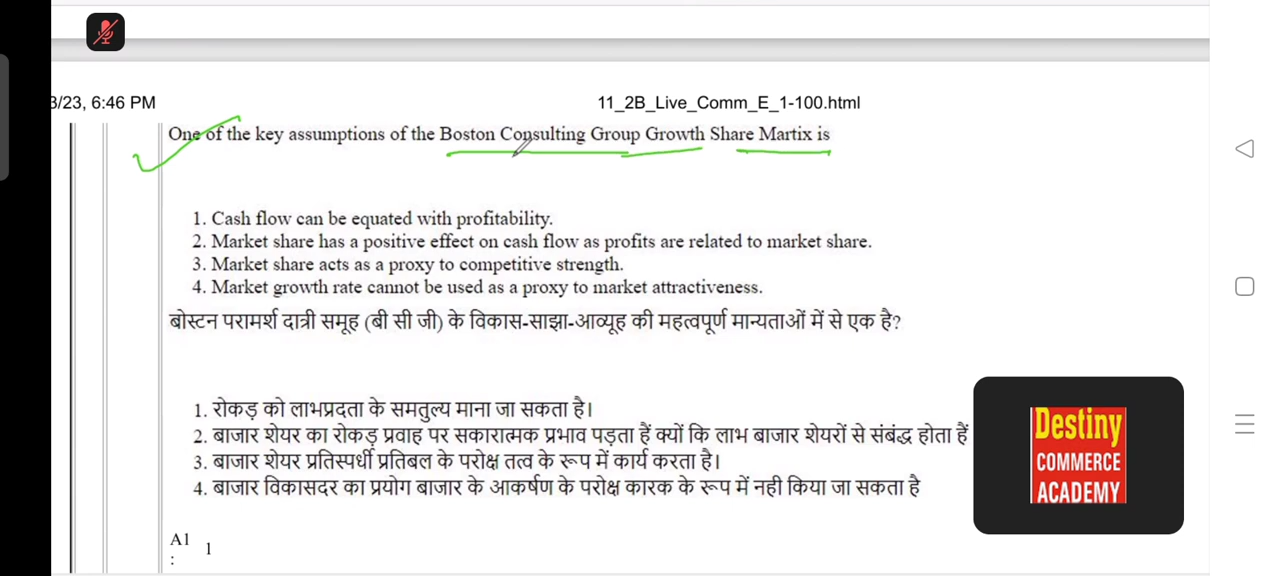 3/23, 6:46 PM 11_2B_Live_Comm_E_1-100.html
One of the key assumptions of the Boston Consulting Group Growth Share Martix is
1. Cash flow can be equated with profitability.
2. Market share has a positive effect on cash flow as profits are related to market share.
3. Market share acts as a proxy to competitive strength.
4. Market growth rate cannot be used as a proxy to market attractiveness.
बोस्टन परामर्श दात्री समूह (बी सी जी) के विकास-साझा-आव्यूह की महत्वपूर्ण मान्यताओं में से एक है?
1. रोकड़ को लाभप्रदता के समतुल्य माना जा सकता है।
2. बाजार शेयर का रोकड़ प्रवाह पर सकारात्मक प्रभाव पड़ता हैं क्यों कि लाभ बाजार शेयरों से संबंद्ध होता हैं
3. बाजार शेयर प्रतिस्पर्धी प्रतिबल के परोक्ष तत्व के रूप में कार्य करता है।
4. बाजार विकासदर का प्रयोग बाजार के आकर्षण के परोक्ष कारक के रूप में नही किया जा सकता है
Destiny
COMMERCE
ACADEMY
A1 1
: